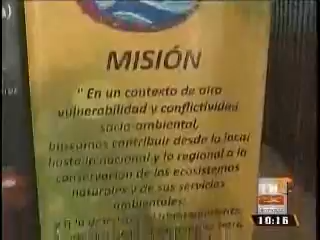 MISIÓN
" En un contexto de alta
vulnerabilidad y conflictividad
socio-ambiental,
buscamos contribuir desde lo local
hasta lo nacional y lo regional a la
conservación de los ecosistemas
naturales y de sus servicios
ambientales.
10:16